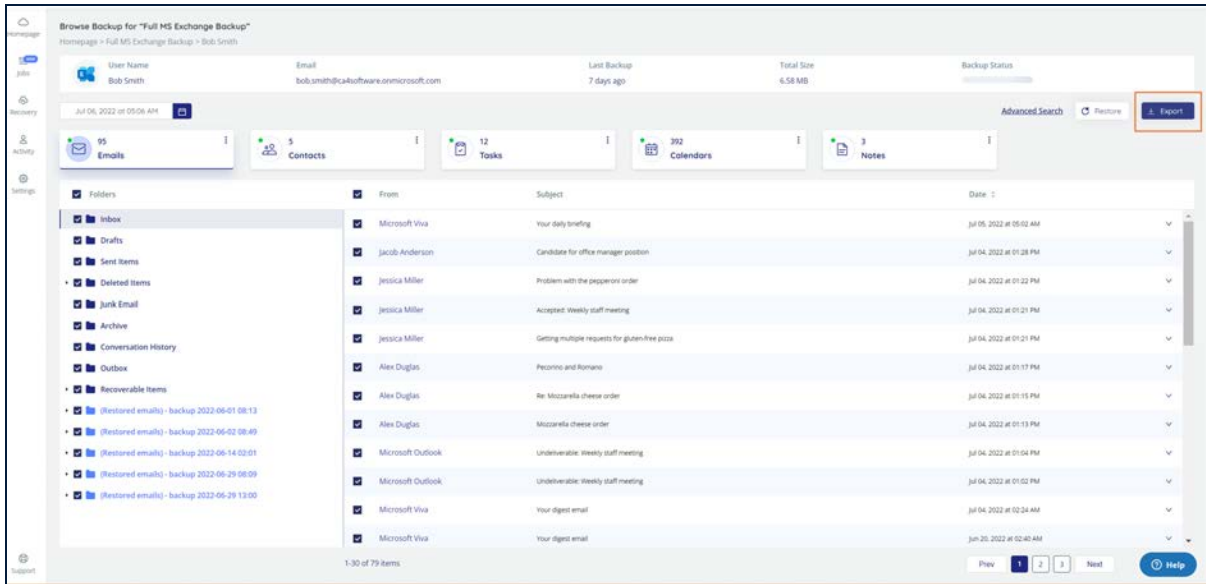 Browse Backup for "Full MS Exchange Backup"
Homepage > Full MS Exchange Backup > Bob Smith
Homepage
Jobs
Recovery
Activity
Settings
Support
User Name Email Last Backup Total Size Backup Status
Bob Smith bob.smith@ca4software.onmicrosoft.com 7 days ago 6.58 MB
Jul 06, 2022 at 05:06 AM Advanced Search Restore Export
95 Emails
5 Contacts
12 Tasks
392 Calendars
3 Notes
Folders
Inbox
Drafts
Sent Items
Deleted Items
Junk Email
Archive
Conversation History
Outbox
Recoverable Items
(Restored emails) - backup 2022-06-01 08:13
(Restored emails) - backup 2022-06-02 08:49
(Restored emails) - backup 2022-06-14 02:01
(Restored emails) - backup 2022-06-29 08:09
(Restored emails) - backup 2022-06-29 13:00
From Subject Date
Microsoft Viva Your daily briefing Jul 05, 2022 at 05:02 AM
Jacob Anderson Candidate for office manager position Jul 04, 2022 at 01:28 PM
Jessica Miller Problem with the pepperoni order Jul 04, 2022 at 01:22 PM
Jessica Miller Accepted: Weekly staff meeting Jul 04, 2022 at 01:21 PM
Jessica Miller Getting multiple requests for gluten-free pizza Jul 04, 2022 at 01:21 PM
Alex Duglas Pecorino and Romano Jul 04, 2022 at 01:17 PM
Alex Duglas Re: Mozzarella cheese order Jul 04, 2022 at 01:15 PM
Alex Duglas Mozzarella cheese order Jul 04, 2022 at 01:13 PM
Microsoft Outlook Undeliverable: Weekly staff meeting Jul 04, 2022 at 01:04 PM
Microsoft Outlook Undeliverable: Weekly staff meeting Jul 04, 2022 at 01:02 PM
Microsoft Viva Your digest email Jul 04, 2022 at 02:24 AM
Microsoft Viva Your digest email Jun 20, 2022 at 02:40 AM
1-30 of 79 items Prev 1 2 3 Next Help